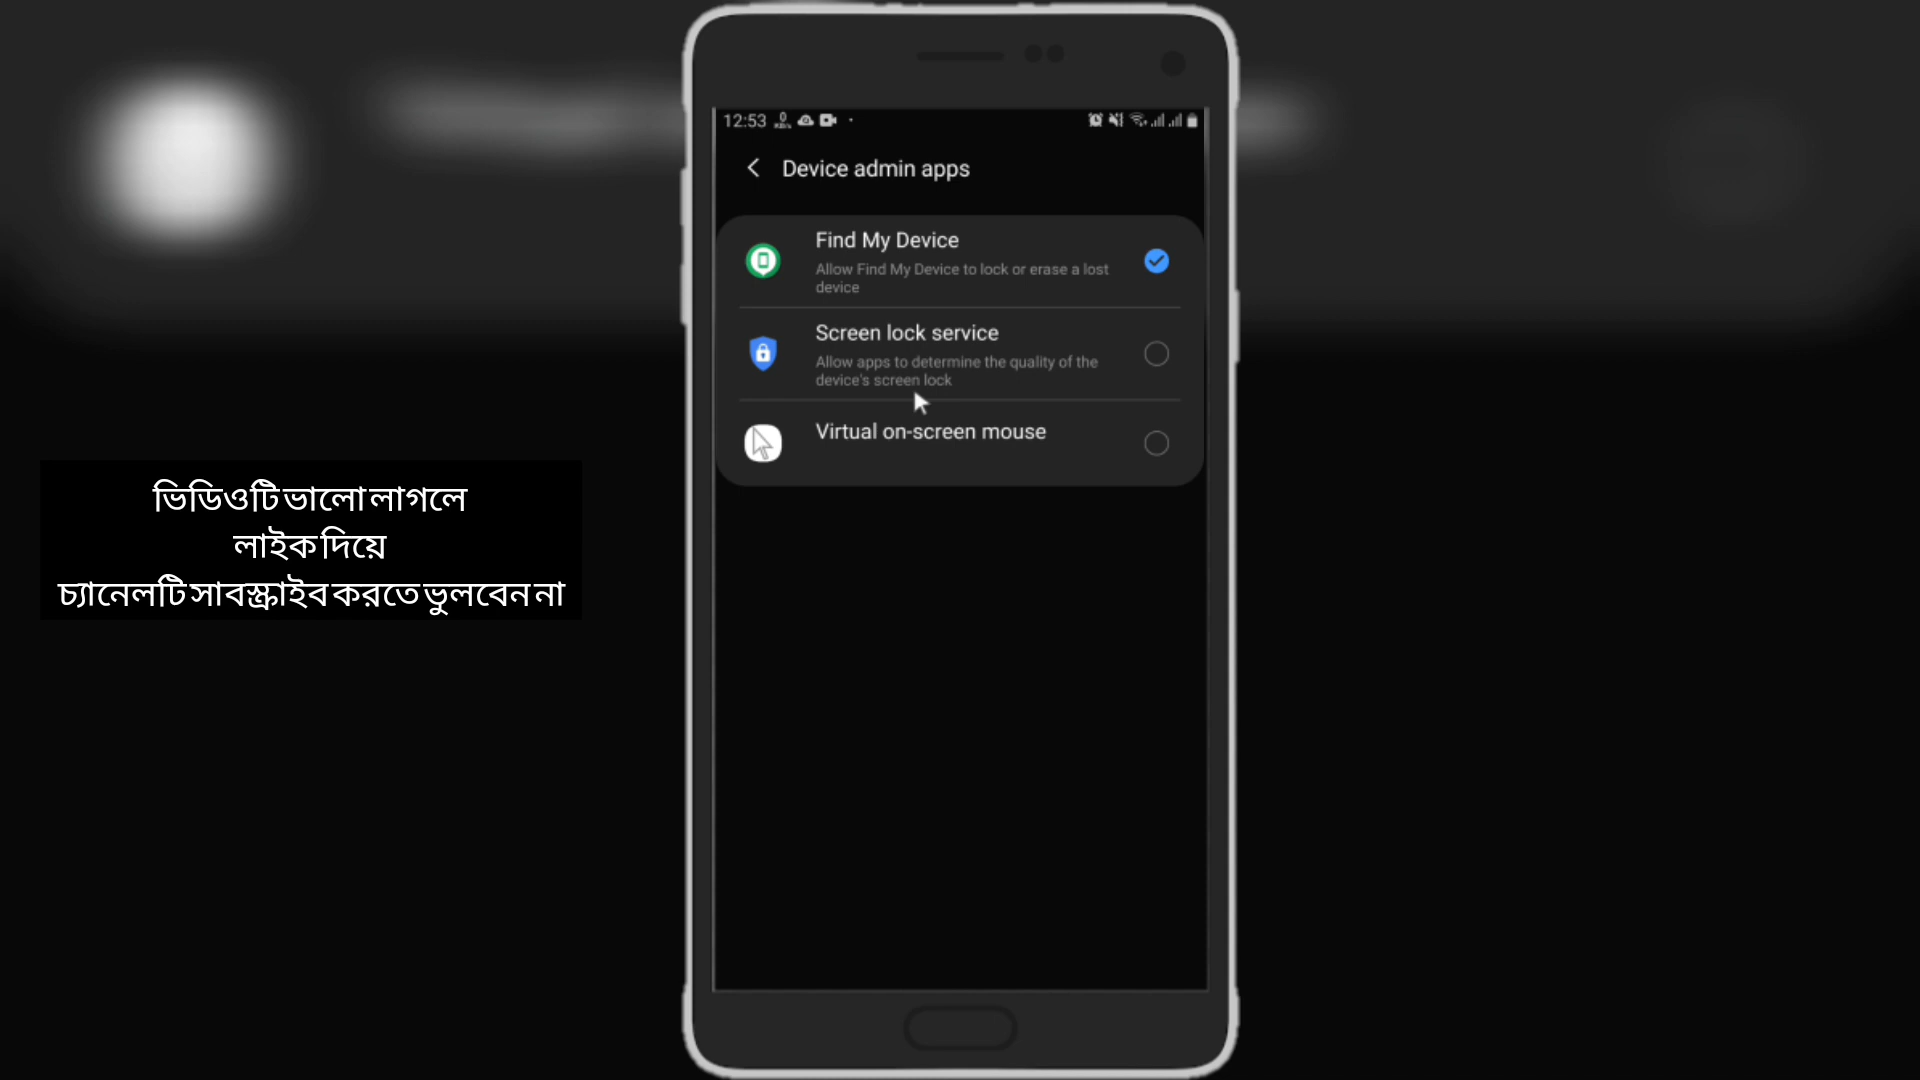 12:53
Device admin apps
Find My Device
Allow Find My Device to lock or erase a lost
device
Screen lock service
Allow apps to determine the quality of the
device's screen lock
Virtual on-screen mouse
ভিডিওটি ভালো লাগলে
লাইক দিয়ে
চ্যানেলটি সাবস্ক্রাইব করতে ভুলবেন না